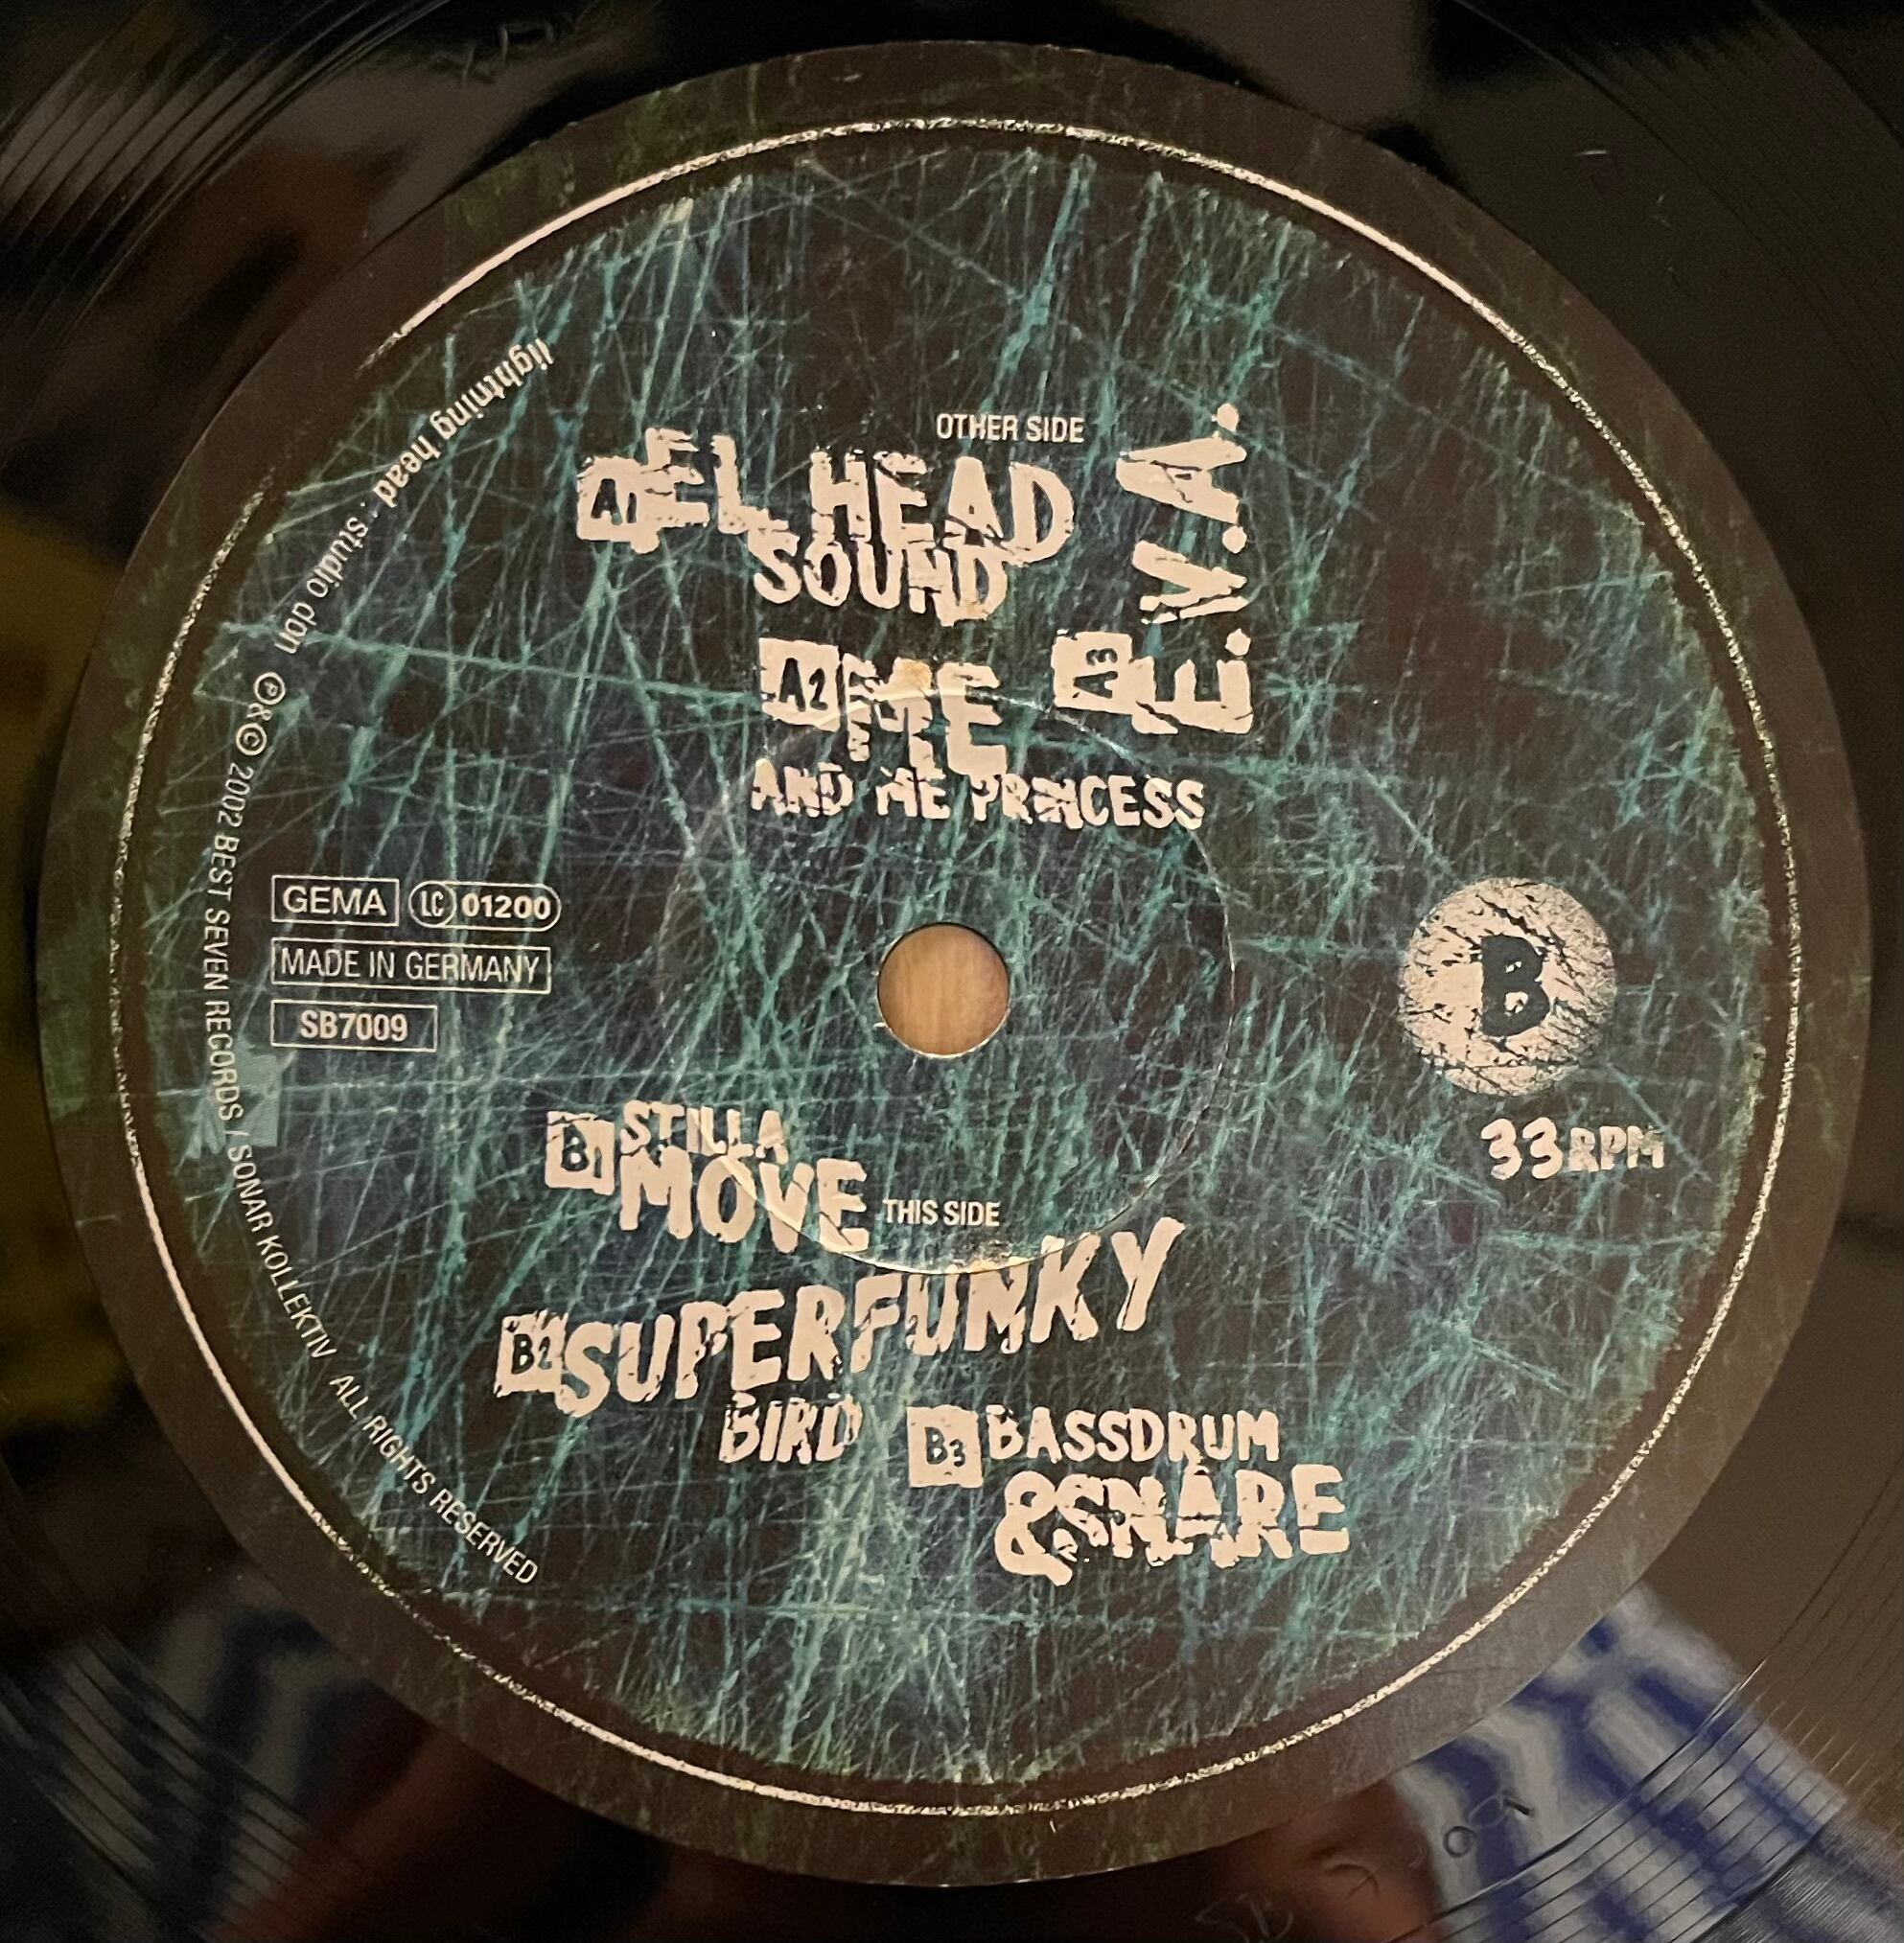 lightning head : studio don ℗&© 2002 BEST SEVEN RECORDS / SONAR KOLLEKTIV ALL RIGHTS RESERVED
OTHER SIDE
A1 EL HEAD
SOUND
A2 ME
AND ME PRINCESS
A3 E.V.A.
GEMA LC 01200
MADE IN GERMANY
SB7009
B
33 RPM
B1 STILLA
MOVE
THIS SIDE
B2 SUPERFUNKY
BIRD
B3 BASSDRUM
&SNARE